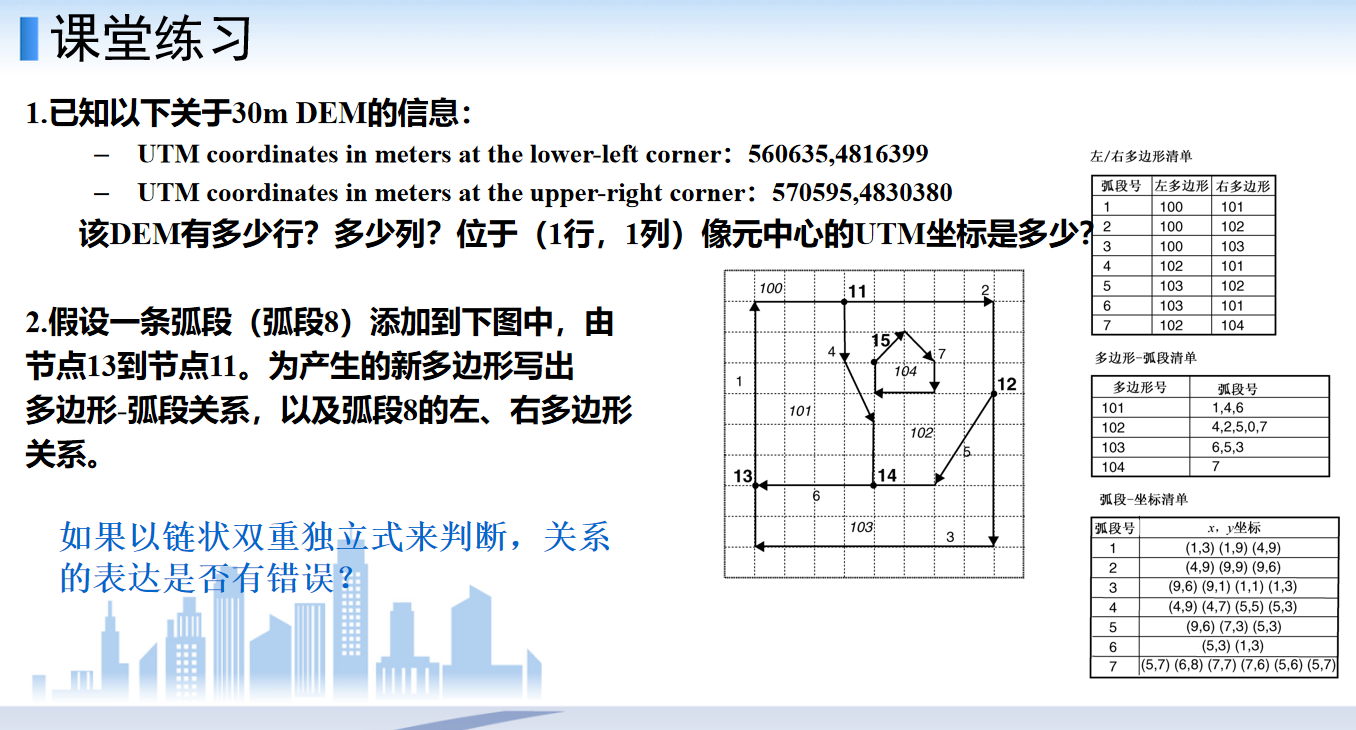 课堂练习
1.已知以下关于30m DEM的信息：
– UTM coordinates in meters at the lower-left corner：560635,4816399
– UTM coordinates in meters at the upper-right corner：570595,4830380
该DEM有多少行？多少列？位于（1行，1列）像元中心的UTM坐标是多少？
2.假设一条弧段（弧段8）添加到下图中，由
节点13到节点11。为产生的新多边形写出
多边形-弧段关系，以及弧段8的左、右多边形
关系。
如果以链状双重独立式来判断，关系
的表达是否有错误？
100
11
2
15
4
7
104
1
12
101
102
5
13
14
6
103
3
左/右多边形清单
弧段号 左多边形 右多边形
1 100 101
2 100 102
3 100 103
4 102 101
5 103 102
6 103 101
7 102 104
多边形-弧段清单
多边形号 弧段号
101 1,4,6
102 4,2,5,0,7
103 6,5,3
104 7
弧段-坐标清单
弧段号 x，y坐标
1 (1,3) (1,9) (4,9)
2 (4,9) (9,9) (9,6)
3 (9,6) (9,1) (1,1) (1,3)
4 (4,9) (4,7) (5,5) (5,3)
5 (9,6) (7,3) (5,3)
6 (5,3) (1,3)
7 (5,7) (6,8) (7,7) (7,6) (5,6) (5,7)